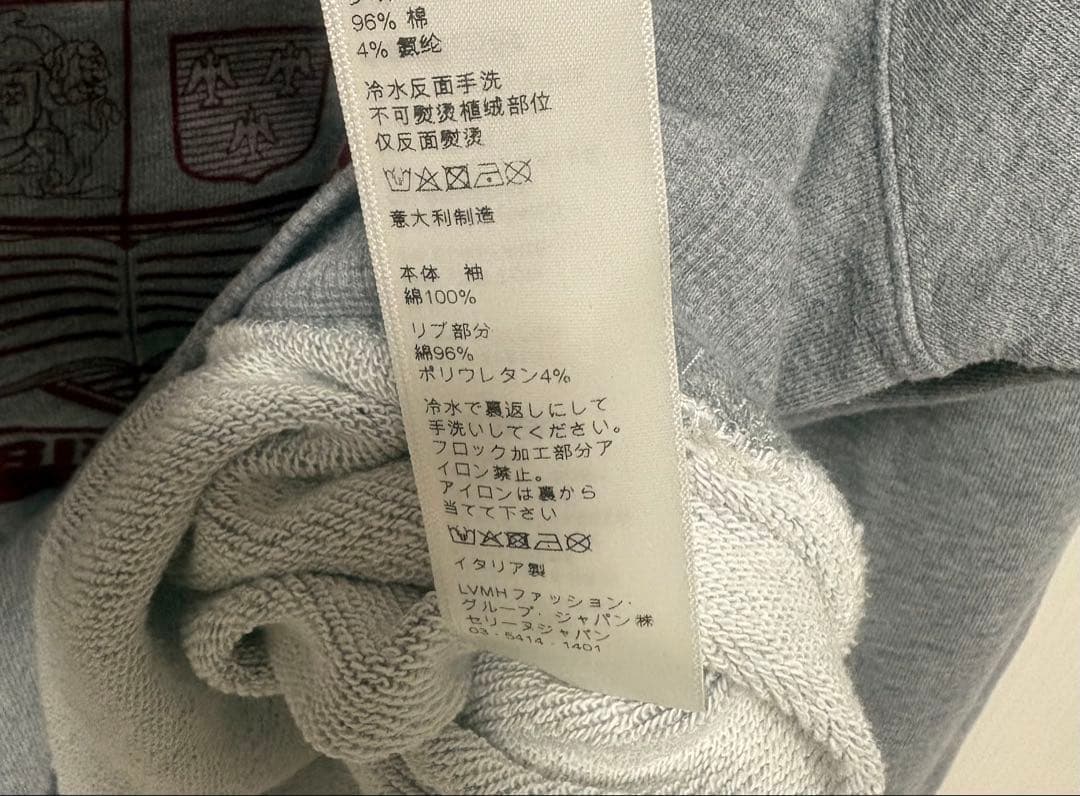 96% 棉
4% 氨纶
冷水反面手洗
不可熨烫植绒部位
仅反面熨烫
意大利制造
本体 袖
綿100%
リブ部分
綿96%
ポリウレタン4%
冷水で裏返しにして
手洗いしてください。
フロック加工部分ア
イロン禁止。
アイロンは裏から
当てて下さい
イタリア製
LVMHファッション・
グループ・ジャパン㈱
セリーヌジャパン
03-5414-1401